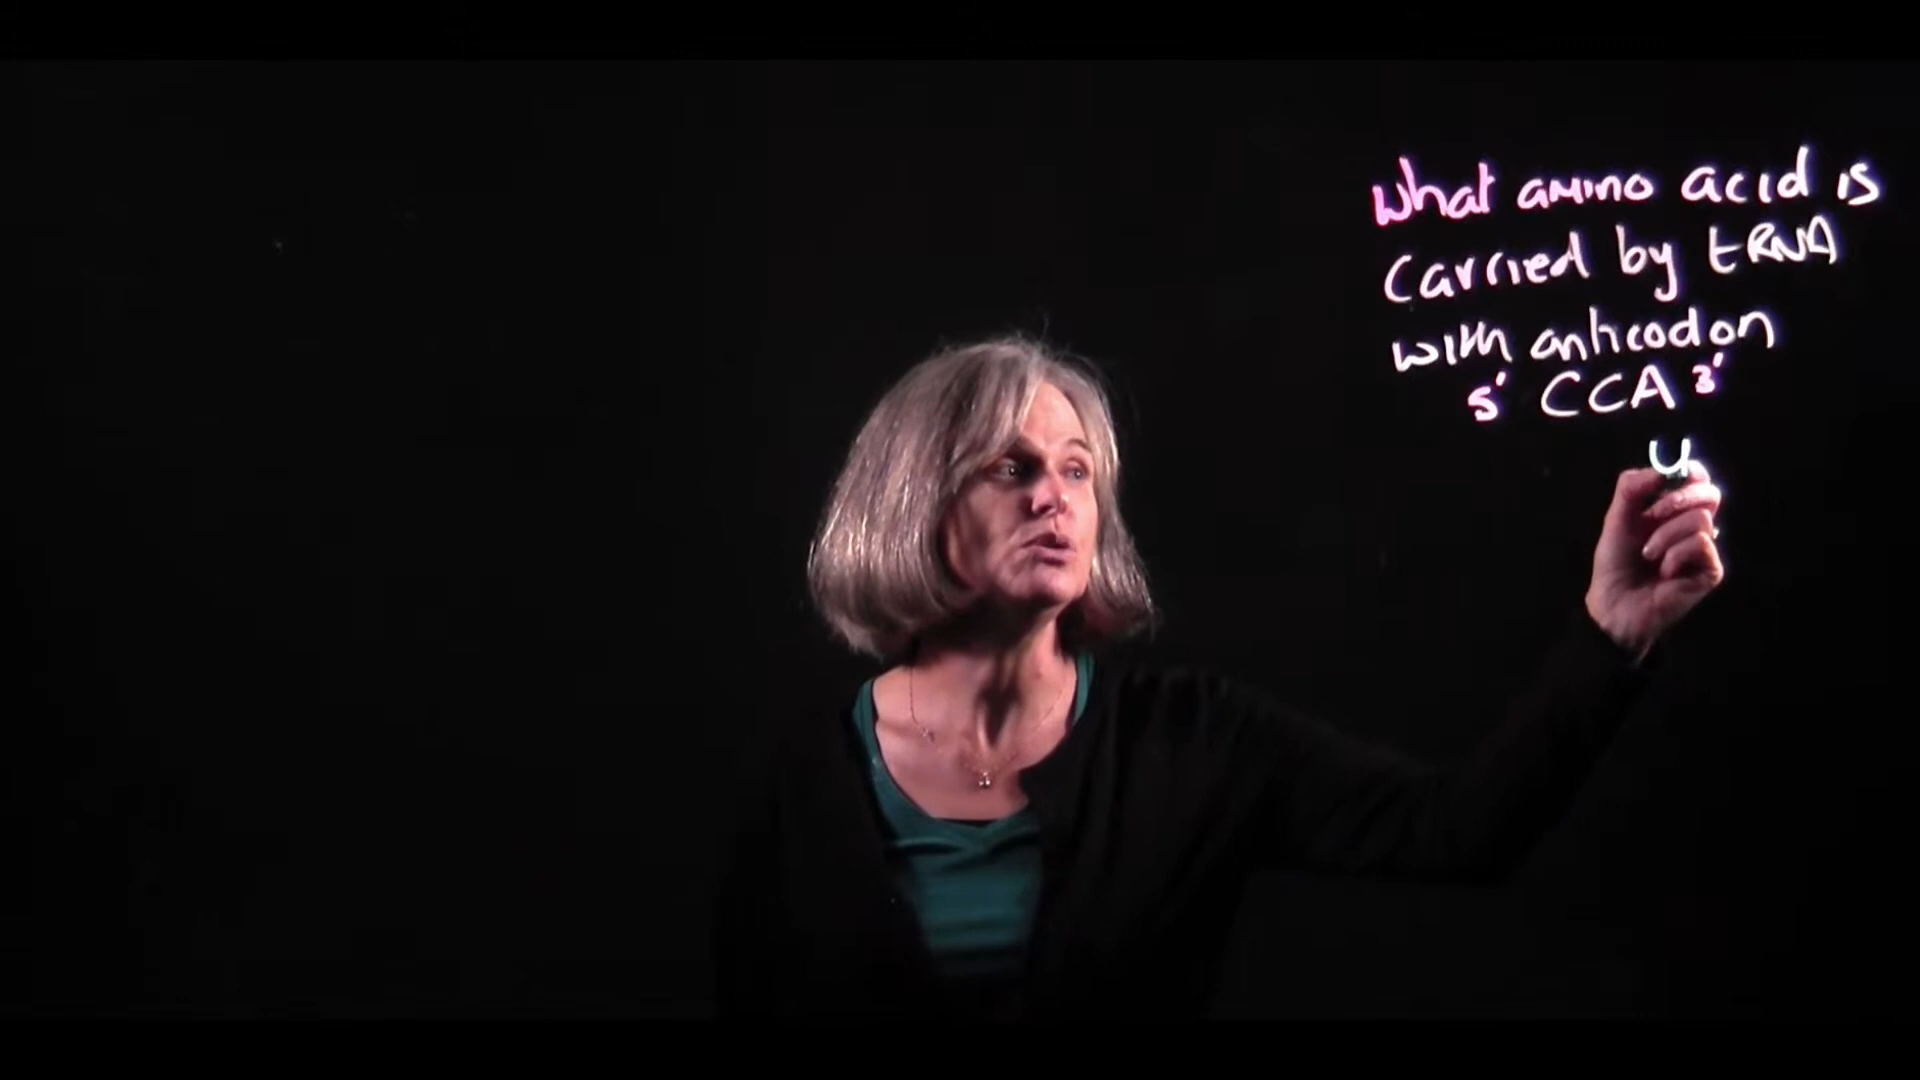 What amino acid is
carried by tRNA
with anticodon
5' CCA 3'
U